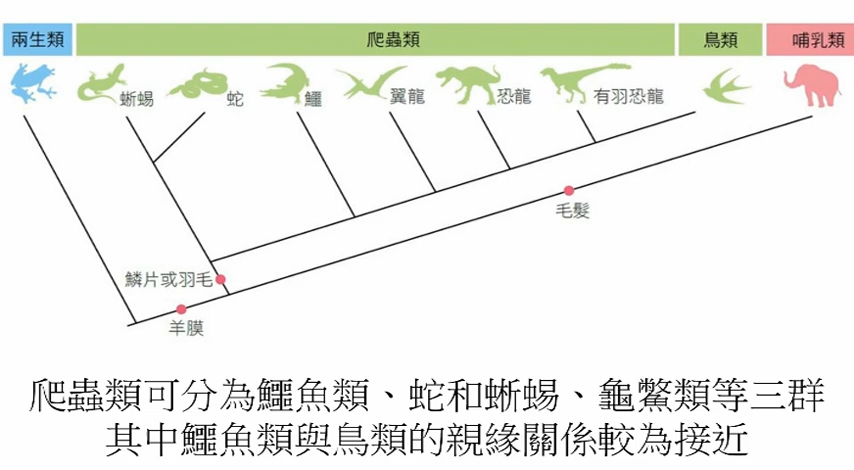 兩生類 爬蟲類 鳥類 哺乳類
蜥蜴 蛇 鱷 翼龍 恐龍 有羽恐龍
毛髮
鱗片或羽毛
羊膜
爬蟲類可分為鱷魚類、蛇和蜥蜴、龜鱉類等三群
其中鱷魚類與鳥類的親緣關係較為接近